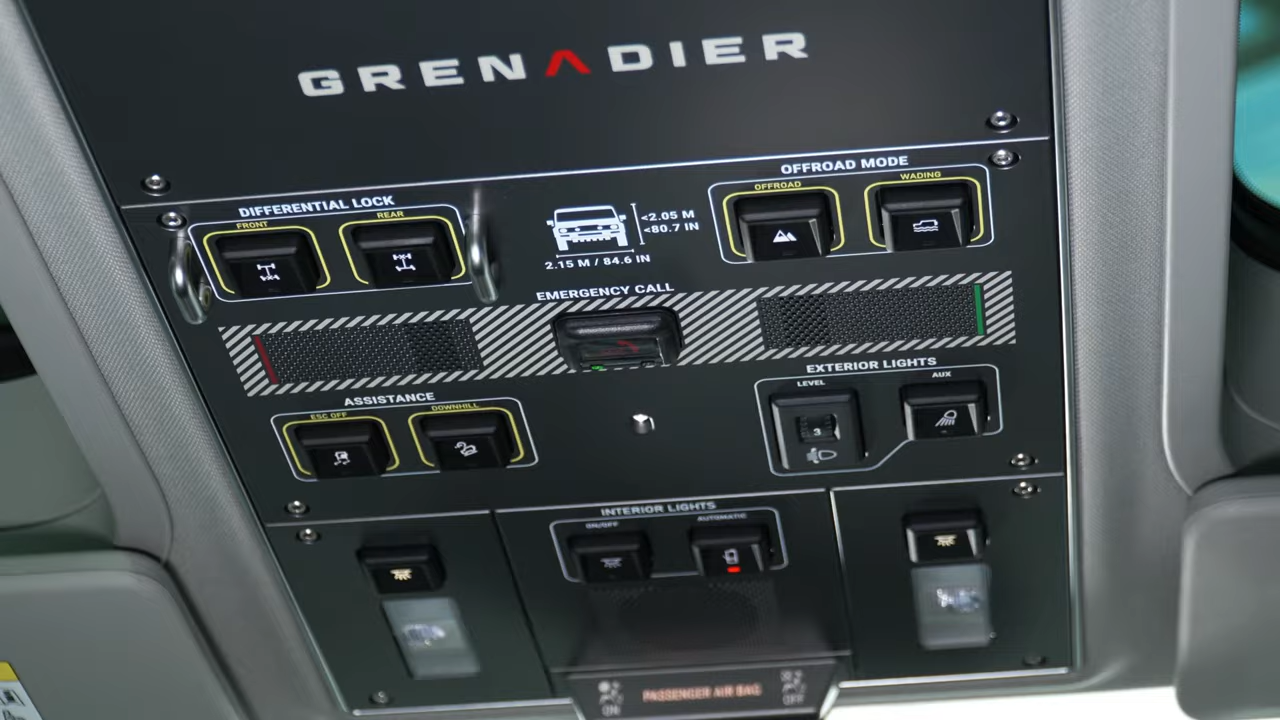 GRENADIER
DIFFERENTIAL LOCK
FRONT
REAR
<2.05 M
<80.7 IN
2.15 M / 84.6 IN
OFFROAD MODE
OFFROAD
WADING
EMERGENCY CALL
ASSISTANCE
ESC OFF
DOWNHILL
EXTERIOR LIGHTS
LEVEL
3
AUX
INTERIOR LIGHTS
ON/OFF
AUTOMATIC
ON
PASSENGER AIR BAG
OFF